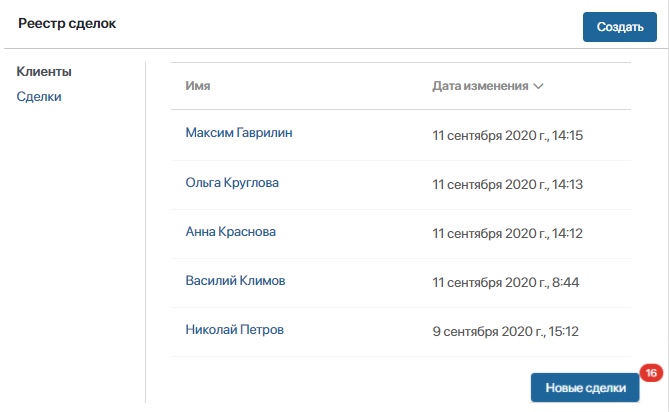 Реестр сделок
Создать
Клиенты
Сделки
Имя Дата изменения
Максим Гаврилин 11 сентября 2020 г., 14:15
Ольга Круглова 11 сентября 2020 г., 14:13
Анна Краснова 11 сентября 2020 г., 14:12
Василий Климов 11 сентября 2020 г., 8:44
Николай Петров 9 сентября 2020 г., 15:12
16
Новые сделки